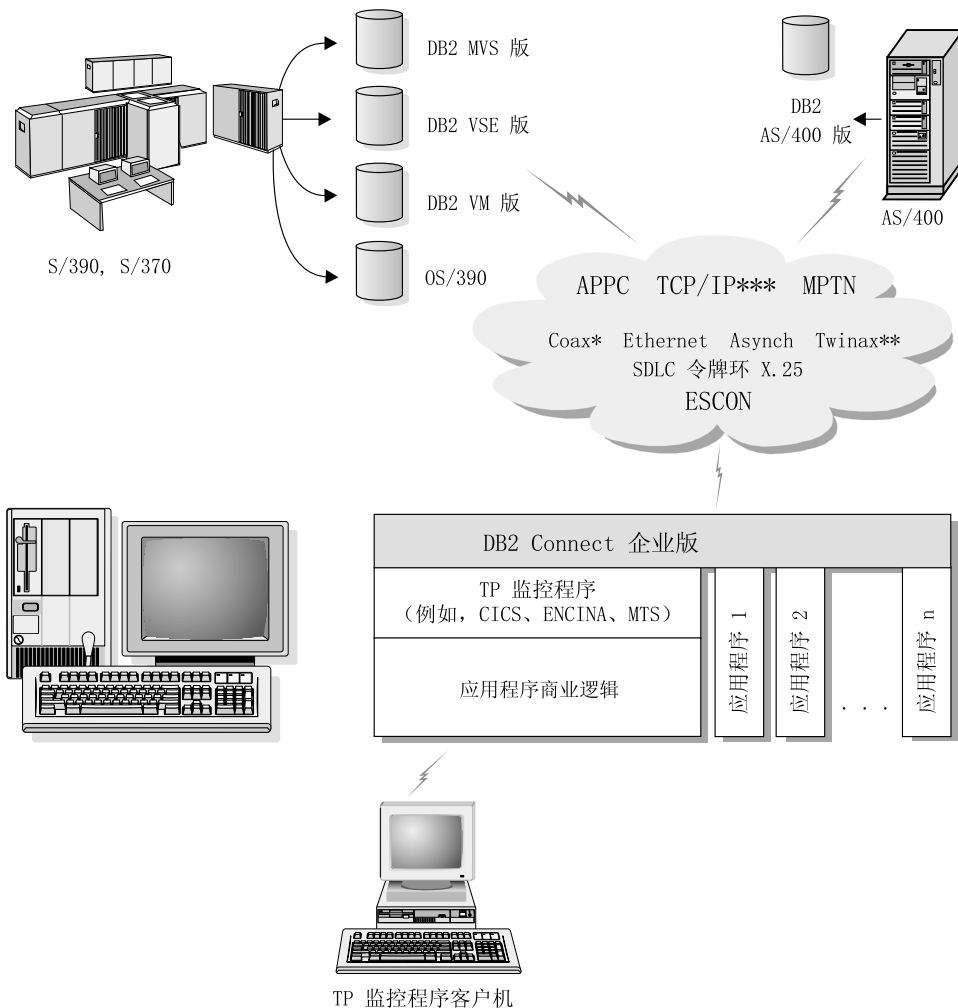 DB2 MVS 版
DB2 VSE 版
DB2 VM 版
OS/390
S/390, S/370
DB2
AS/400 版
AS/400
APPC TCP/IP*** MPTN
Coax* Ethernet Asynch Twinax**
SDLC 令牌环 X.25
ESCON
DB2 Connect 企业版
TP 监控程序
（例如，CICS、ENCINA、MTS）
应用程序商业逻辑
应用程序 1
应用程序 2
. . .
应用程序 n
TP 监控程序客户机